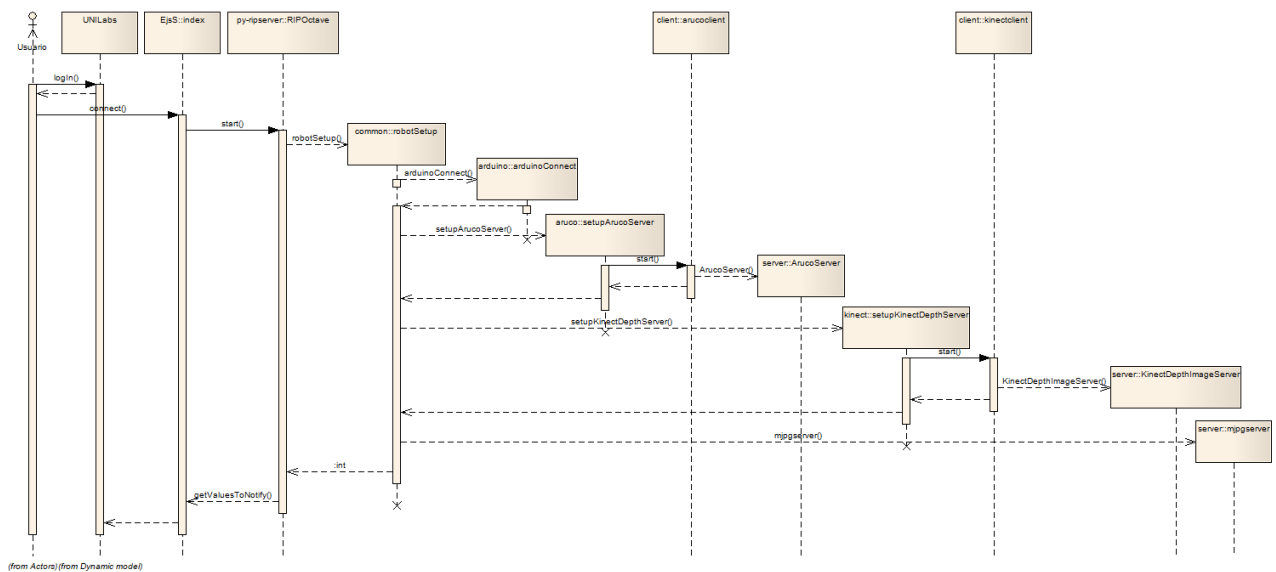 UNILabs
EjsS::index
py-ripserver::RIPOctave
client::arucoclient
client::kinectclient
Usuario
logIn()
connect()
start()
robotSetup()
common::robotSetup
arduinoConnect()
arduino::arduinoConnect
setupArucoServer()
aruco::setupArucoServer
start()
ArucoServer()
server::ArucoServer
setupKinectDepthServer()
kinect::setupKinectDepthServer
start()
KinectDepthImageServer()
server::KinectDepthImageServer
mjpgserver()
server::mjpgserver
:int
getValuesToNotify()
(from Actors)(from Dynamic model)